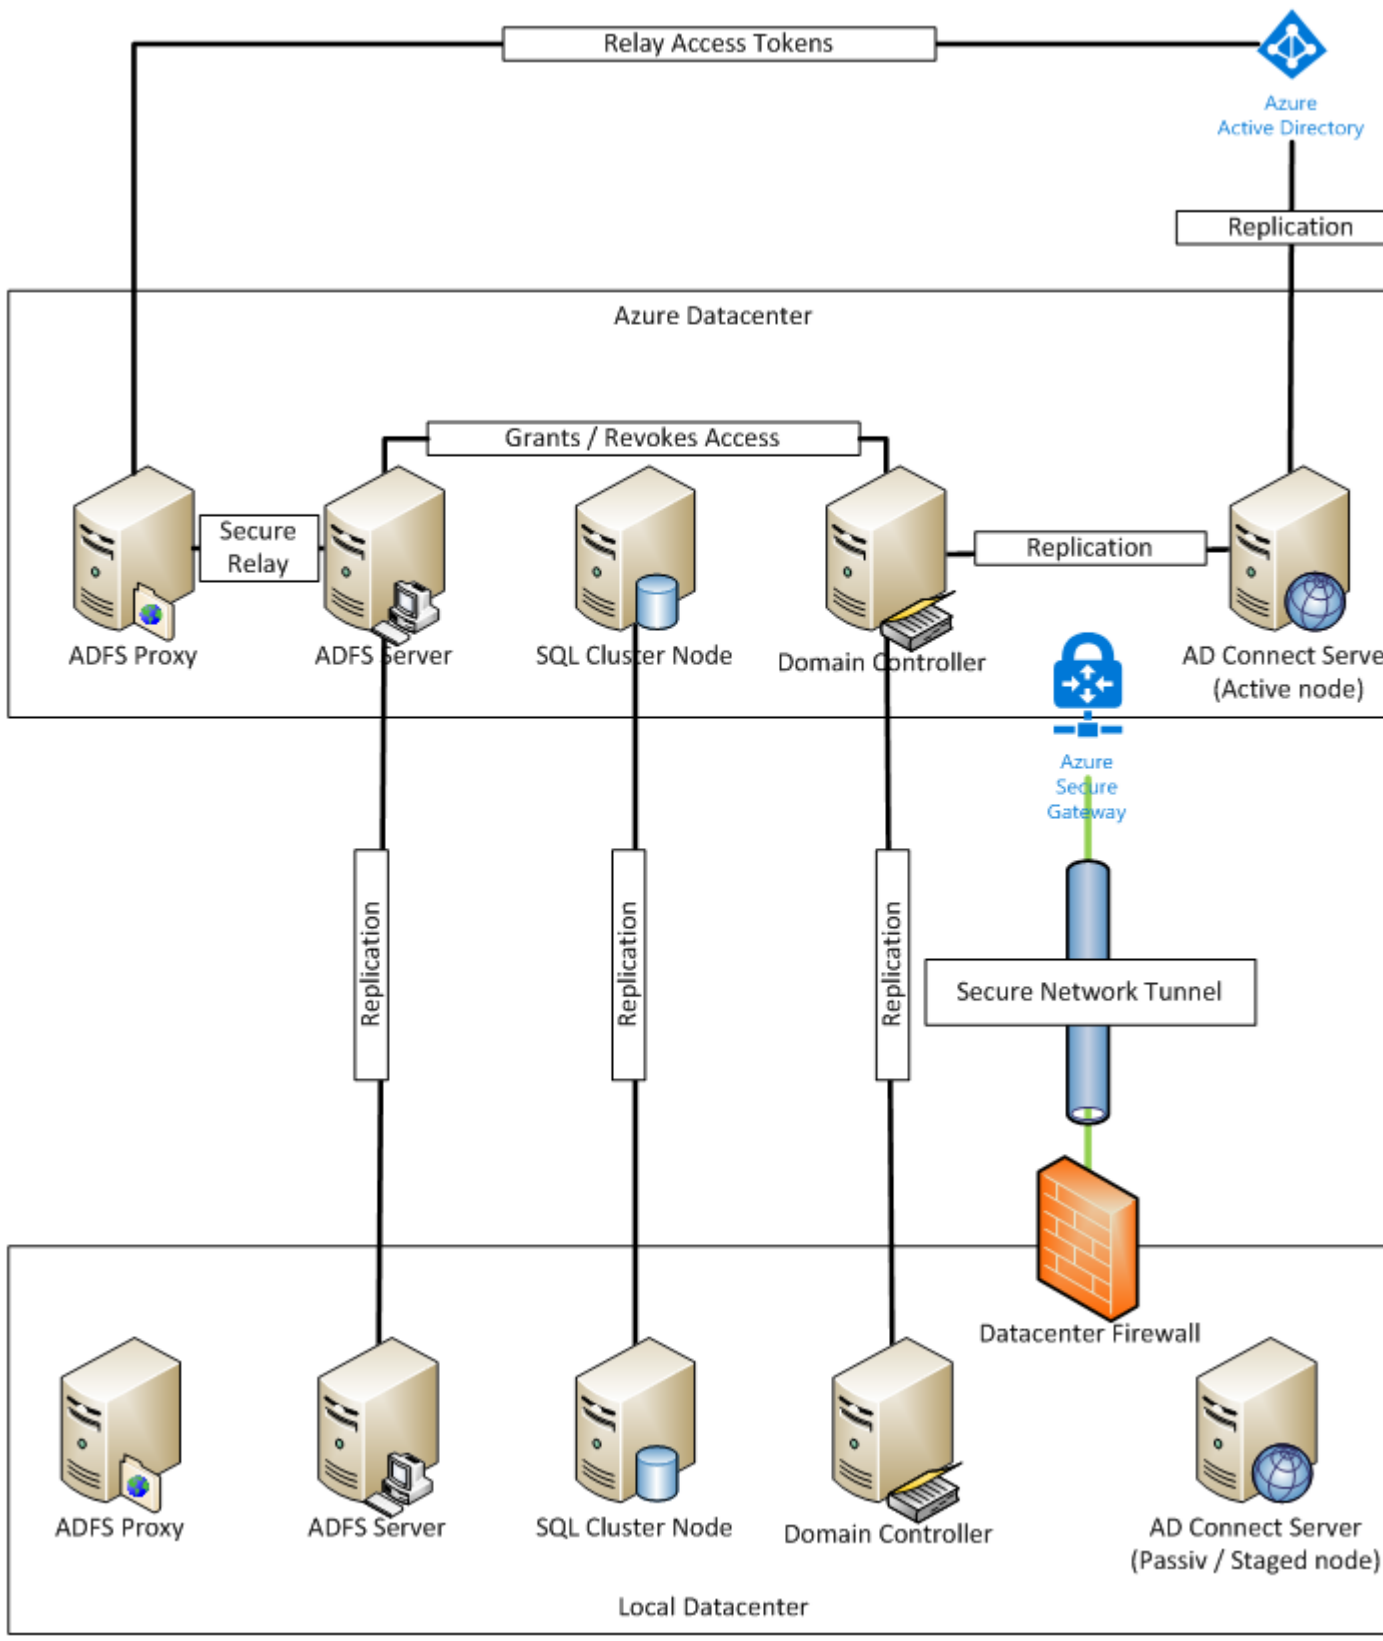 Relay Access Tokens
Azure
Active Directory
Replication
Azure Datacenter
Grants / Revokes Access
Secure
Relay
Replication
ADFS Proxy
ADFS Server
SQL Cluster Node
Domain Controller
AD Connect Serve
(Active node)
Azure
Secure
Gateway
Replication
Replication
Replication
Secure Network Tunnel
Datacenter Firewall
ADFS Proxy
ADFS Server
SQL Cluster Node
Domain Controller
AD Connect Server
(Passiv / Staged node)
Local Datacenter